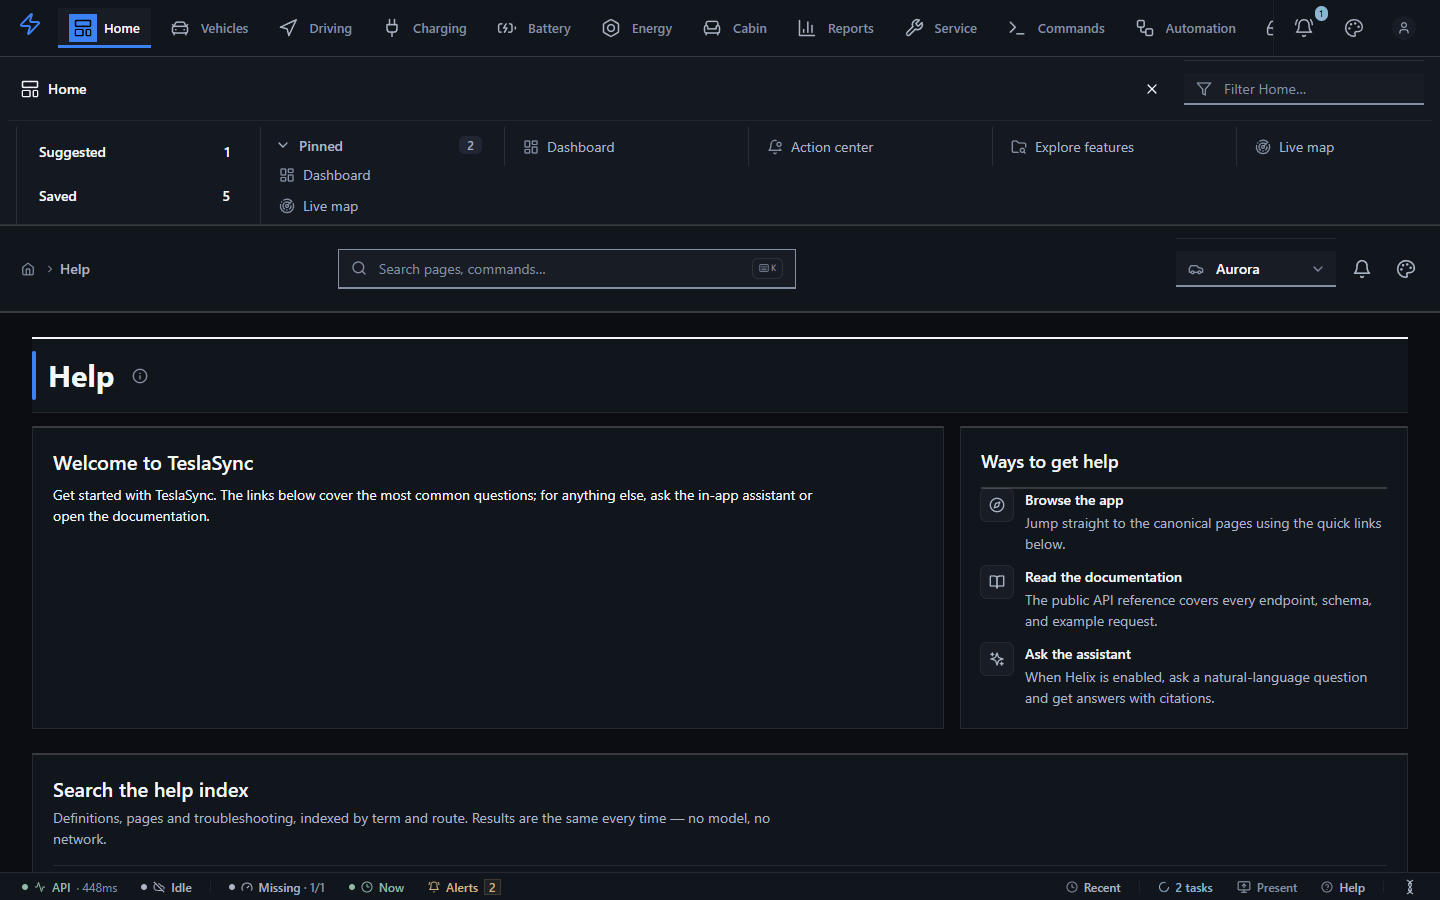 Home
Vehicles
Driving
Charging
Battery
Energy
Cabin
Reports
Service
Commands
Automation
1
Home
Filter Home...
Suggested 1
Saved 5
Pinned 2
Dashboard
Live map
Dashboard
Action center
Explore features
Live map
Help
Search pages, commands...
K
Aurora
Help
Welcome to TeslaSync
Get started with TeslaSync. The links below cover the most common questions; for anything else, ask the in-app assistant or
open the documentation.
Ways to get help
Browse the app
Jump straight to the canonical pages using the quick links
below.
Read the documentation
The public API reference covers every endpoint, schema,
and example request.
Ask the assistant
When Helix is enabled, ask a natural-language question
and get answers with citations.
Search the help index
Definitions, pages and troubleshooting, indexed by term and route. Results are the same every time — no model, no
network.
API · 448ms
Idle
Missing · 1/1
Now
Alerts 2
Recent
2 tasks
Present
Help